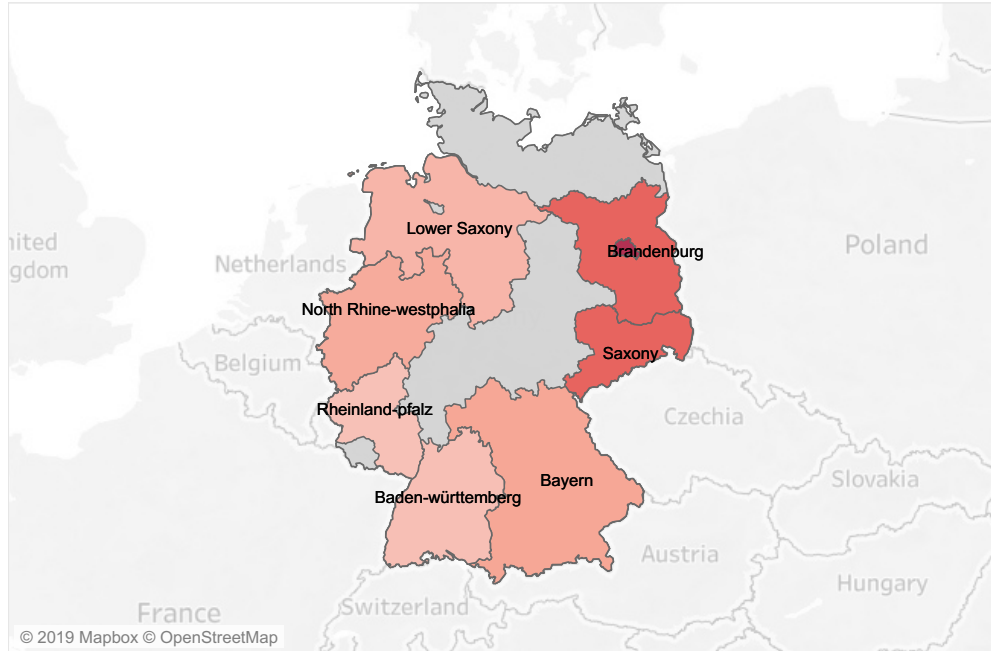 Lower Saxony
nited
gdom
Netherlands
Brandenburg
Poland
North Rhine-westphalia
Belgium
Saxony
Rheinland-pfalz
Czechia
Bayern
Slovakia
Baden-württemberg
Austria
Hungary
France
Switzerland
© 2019 Mapbox © OpenStreetMap